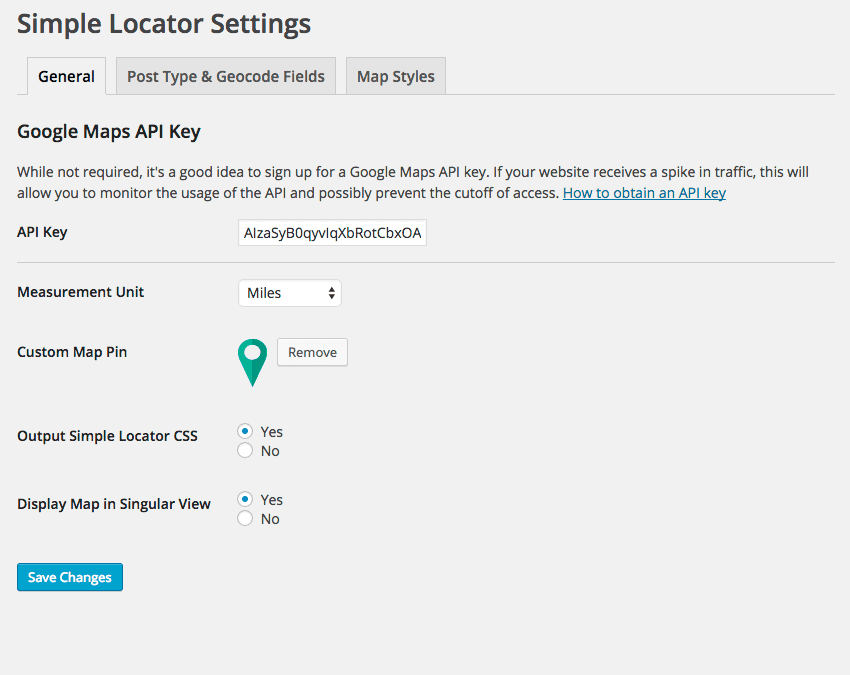 Simple Locator Settings
General
Post Type & Geocode Fields
Map Styles
Google Maps API Key
While not required, it's a good idea to sign up for a Google Maps API key. If your website receives a spike in traffic, this will
allow you to monitor the usage of the API and possibly prevent the cutoff of access. How to obtain an API key
API Key
AIzaSyB0qyvIqXbRotCbxOA
Measurement Unit
Miles
Custom Map Pin
Remove
Output Simple Locator CSS
Yes
No
Display Map in Singular View
Yes
No
Save Changes